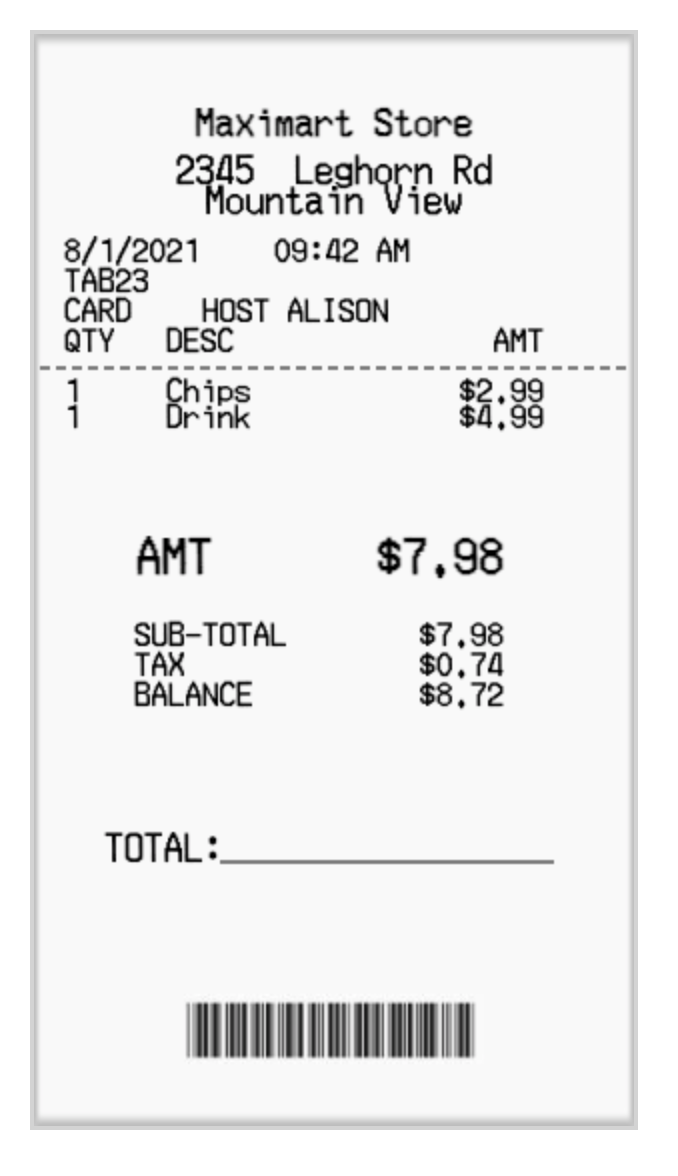 Maximart Store
2345 Leghorn Rd
Mountain View
8/1/2021 09:42 AM
TAB23
CARD HOST ALISON
QTY DESC AMT
1 Chips $2.99
1 Drink $4.99
AMT $7.98
SUB-TOTAL $7.98
TAX $0.74
BALANCE $8.72
TOTAL: